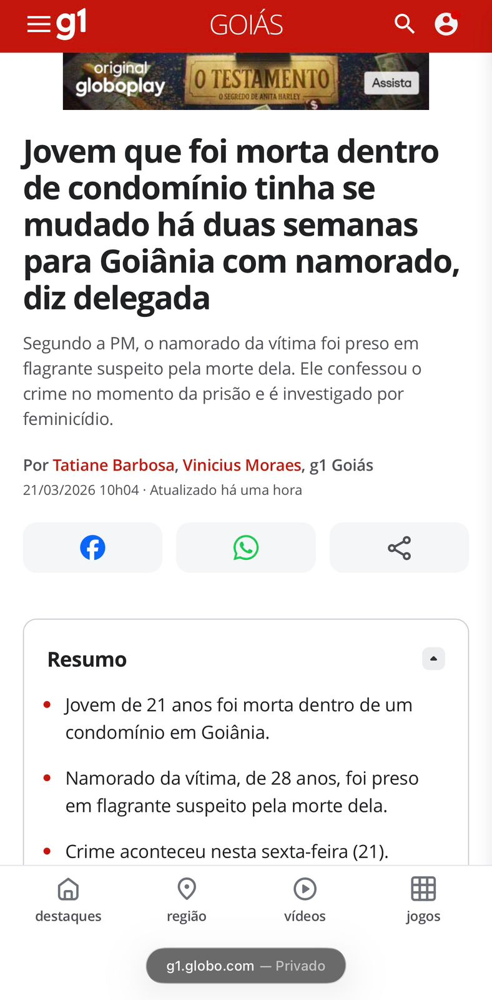 g1
GOIÁS
original
globoplay
O TESTAMENTO
O SEGREDO DE ANITA HARLEY
$
Assista
Jovem que foi morta dentro
de condomínio tinha se
mudado há duas semanas
para Goiânia com namorado,
diz delegada
Segundo a PM, o namorado da vítima foi preso em
flagrante suspeito pela morte dela. Ele confessou o
crime no momento da prisão e é investigado por
feminicídio.
Por Tatiane Barbosa, Vinicius Moraes, g1 Goiás
21/03/2026 10h04 · Atualizado há uma hora
Resumo
• Jovem de 21 anos foi morta dentro de um
condomínio em Goiânia.
• Namorado da vítima, de 28 anos, foi preso
em flagrante suspeito pela morte dela.
• Crime aconteceu nesta sexta-feira (21).
destaques
região
vídeos
jogos
g1.globo.com — Privado